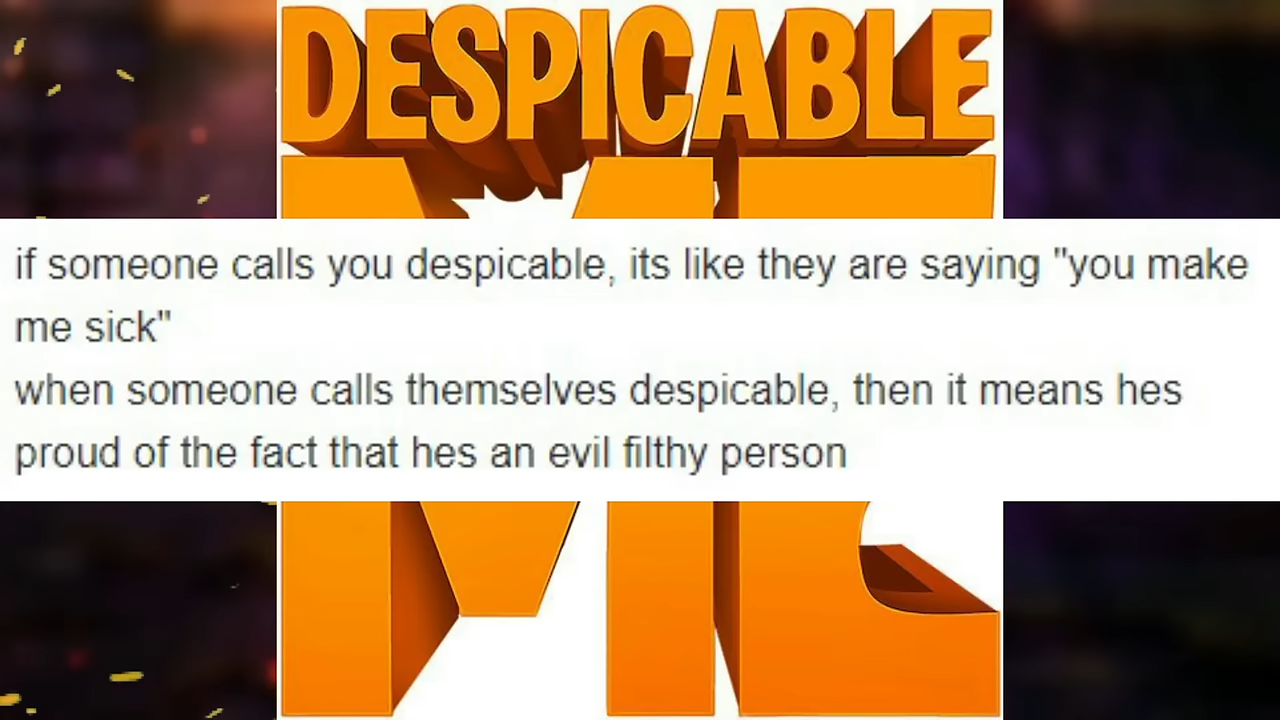 DESPICABLE
ME
if someone calls you despicable, its like they are saying "you make
me sick"
when someone calls themselves despicable, then it means hes
proud of the fact that hes an evil filthy person